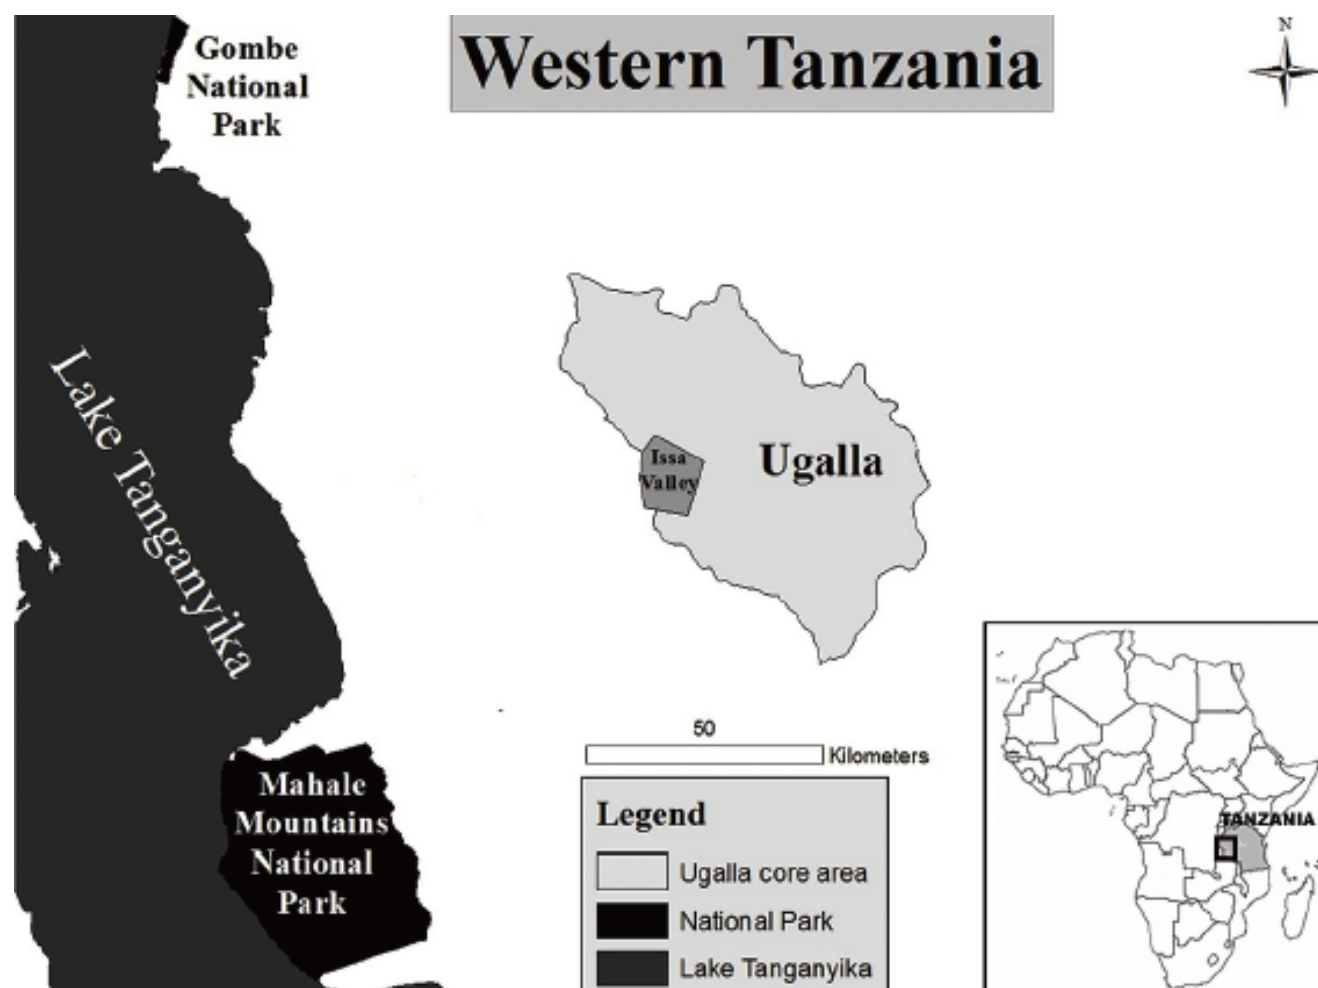 Gombe
National
Park
Western Tanzania
N
Lake Tanganyika
Issa
Valley
Ugalla
50
Kilometers
Mahale
Mountains
National
Park
Legend
Ugalla core area
National Park
Lake Tanganyika
TANZANIA